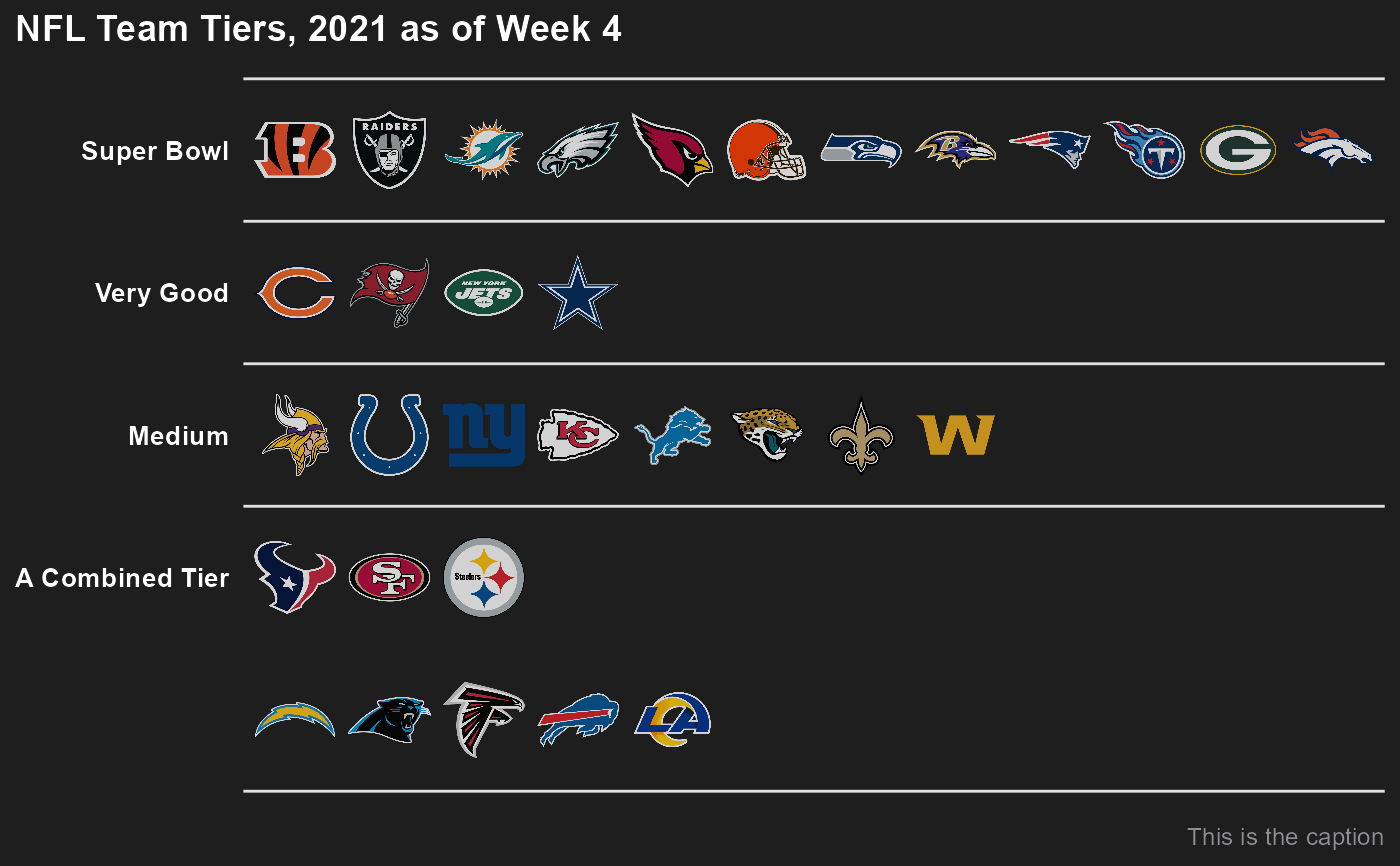 NFL Team Tiers, 2021 as of Week 4
Super Bowl
RAIDERS
B
T
G
Very Good
C
NEW YORK
JETS
Medium
ny
KC
W
A Combined Tier
SF
Steelers
LA
This is the caption